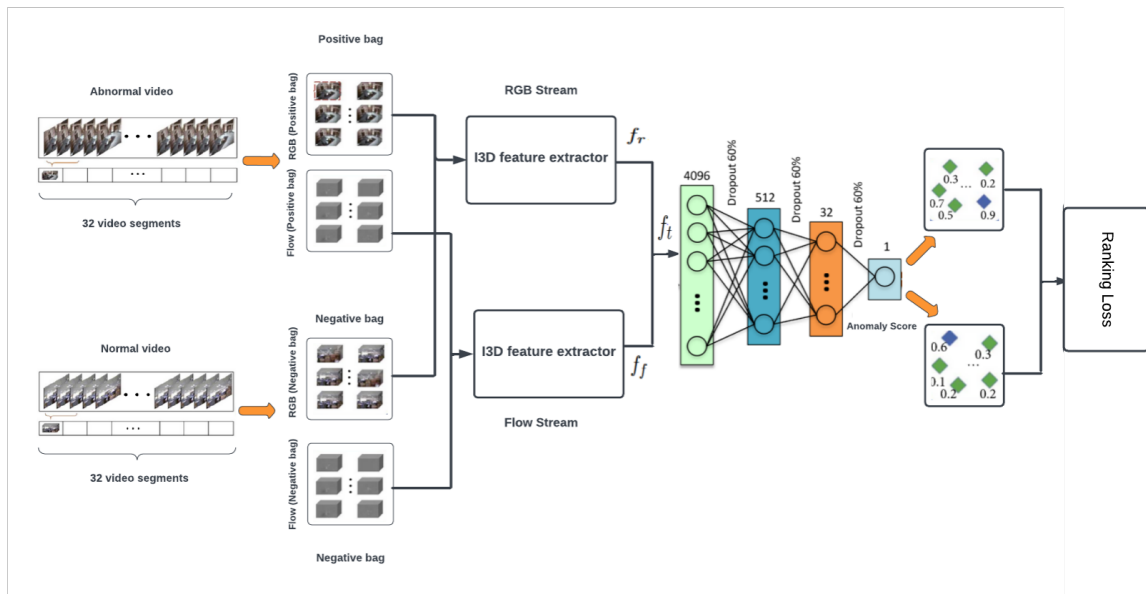 Positive bag
Abnormal video
RGB (Positive bag)
RGB Stream
I3D feature extractor
fr
32 video segments
Flow (Positive bag)
4096
Dropout 60%
512
Dropout 60%
32
Dropout 60%
1
ft
0.3
...
0.2
0.7
0.5
0.9
Ranking Loss
Anomaly Score
Negative bag
Normal video
RGB (Negative bag)
I3D feature extractor
ff
Flow Stream
0.6
0.3
...
0.1
0.2
0.2
32 video segments
Flow (Negative bag)
Negative bag